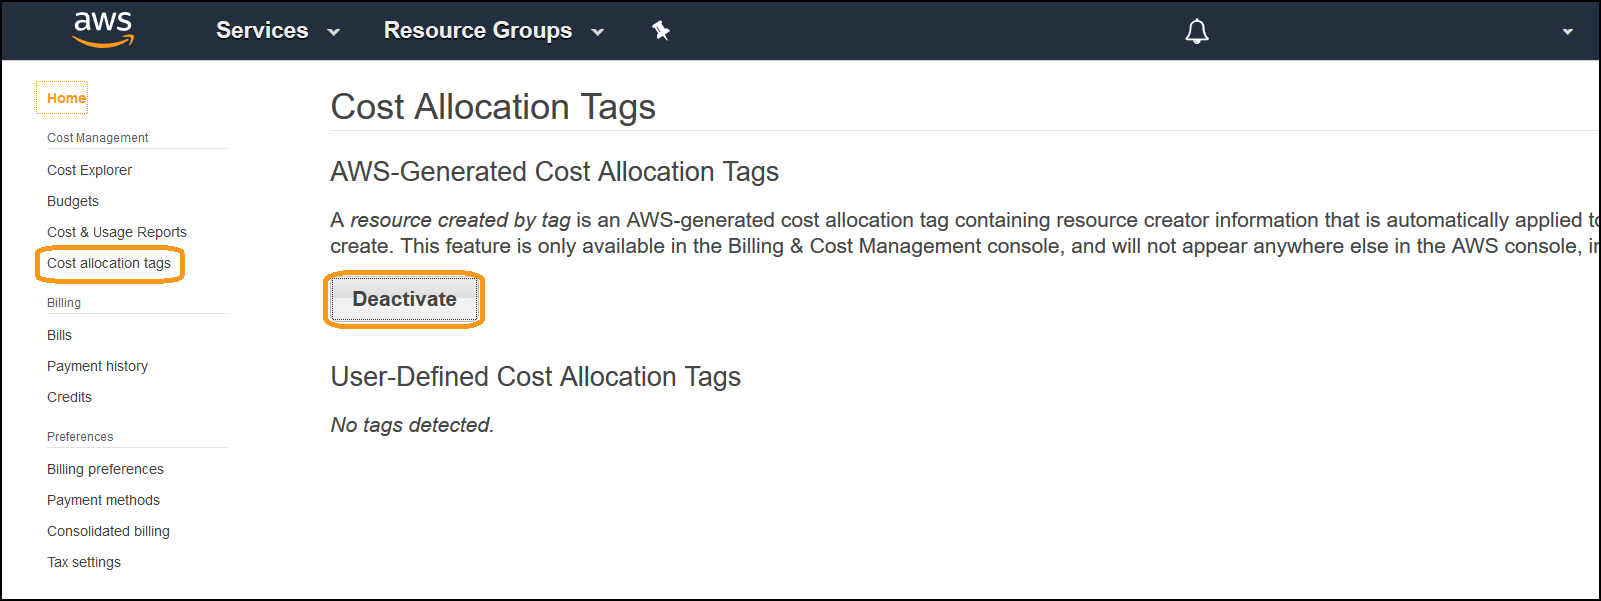 aws Services Resource Groups
Home
Cost Management
Cost Explorer
Budgets
Cost & Usage Reports
Cost allocation tags
Billing
Bills
Payment history
Credits
Preferences
Billing preferences
Payment methods
Consolidated billing
Tax settings
Cost Allocation Tags
AWS-Generated Cost Allocation Tags
A resource created by tag is an AWS-generated cost allocation tag containing resource creator information that is automatically applied to
create. This feature is only available in the Billing & Cost Management console, and will not appear anywhere else in the AWS console, in
Deactivate
User-Defined Cost Allocation Tags
No tags detected.